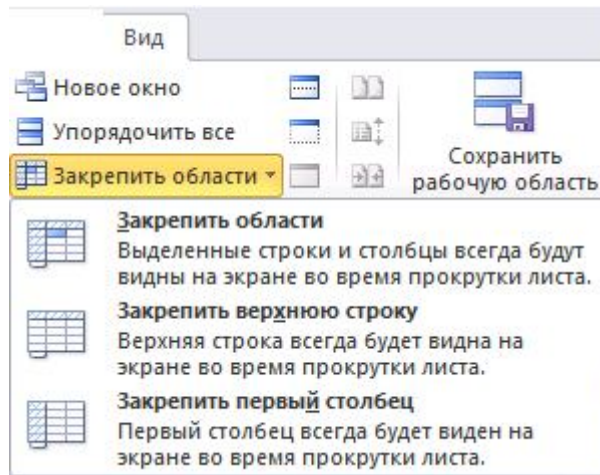 Вид
Новое окно
Упорядочить все
Закрепить области
Сохранить
рабочую область
Закрепить области
Выделенные строки и столбцы всегда будут
видны на экране во время прокрутки листа.
Закрепить верхнюю строку
Верхняя строка всегда будет видна на
экране во время прокрутки листа.
Закрепить первый столбец
Первый столбец всегда будет виден на
экране во время прокрутки листа.